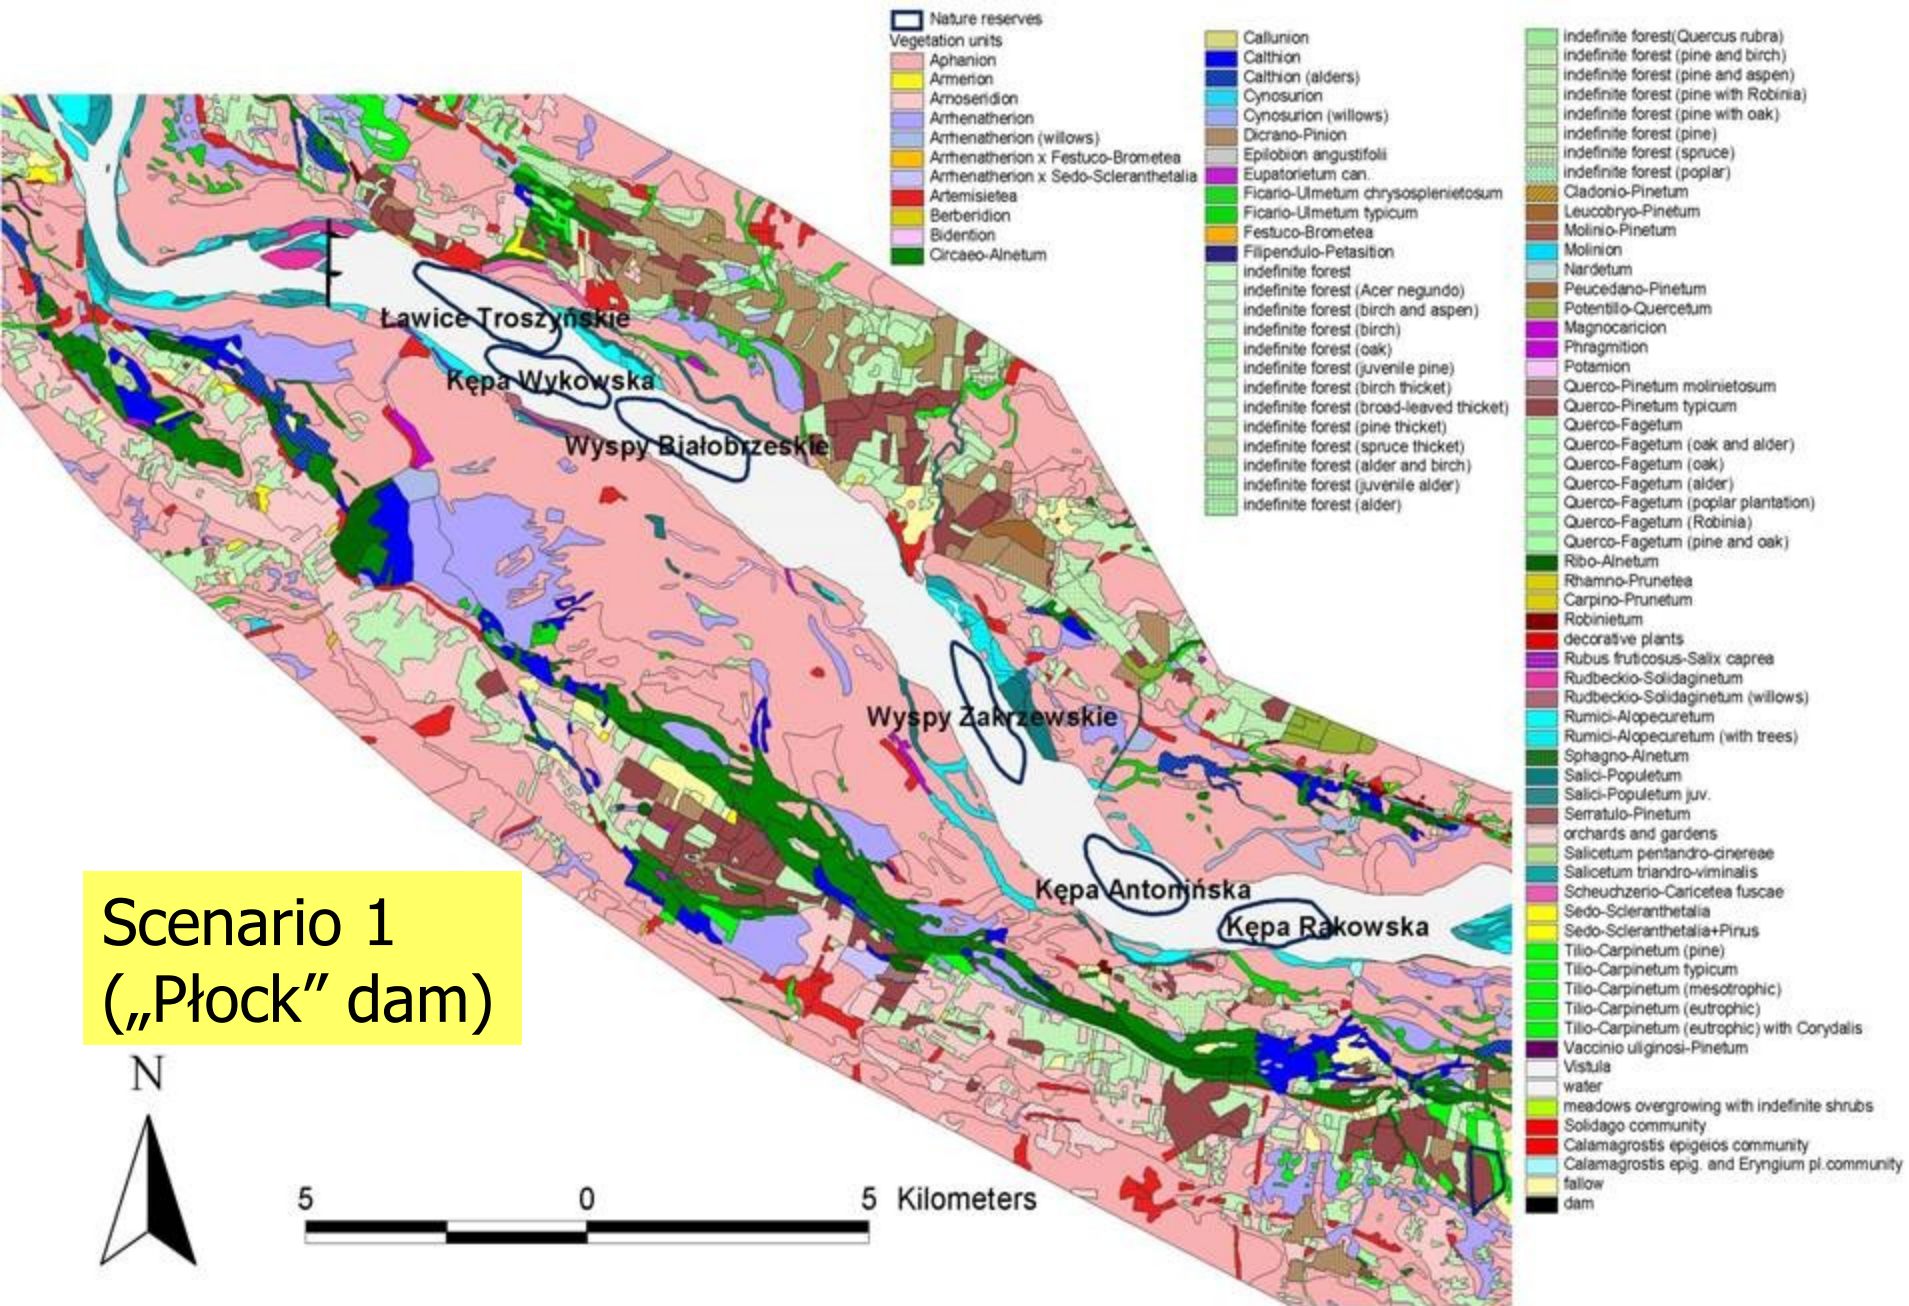 Nature reserves
Vegetation units
Aphanion
Armerion
Arnoseridion
Arrhenatherion
Arrhenatherion (willows)
Arrhenatherion x Festuco-Brometea
Arrhenatherion x Sedo-Scleranthetalia
Artemisietea
Berberidion
Bidention
Circaeo-Alnetum
Callunion
Calthion
Calthion (alders)
Cynosurion
Cynosurion (willows)
Dicrano-Pinion
Epilobion angustifolii
Eupatorietum can.
Ficario-Ulmetum chrysosplenietosum
Ficario-Ulmetum typicum
Festuco-Brometea
Filipendulo-Petasition
indefinite forest
indefinite forest (Acer negundo)
indefinite forest (birch and aspen)
indefinite forest (birch)
indefinite forest (oak)
indefinite forest (juvenile pine)
indefinite forest (birch thicket)
indefinite forest (broad-leaved thicket)
indefinite forest (pine thicket)
indefinite forest (spruce thicket)
indefinite forest (alder and birch)
indefinite forest (juvenile alder)
indefinite forest (alder)
indefinite forest(Quercus rubra)
indefinite forest (pine and birch)
indefinite forest (pine and aspen)
indefinite forest (pine with Robinia)
indefinite forest (pine with oak)
indefinite forest (pine)
indefinite forest (spruce)
indefinite forest (poplar)
Cladonio-Pinetum
Leucobryo-Pinetum
Molinio-Pinetum
Molinion
Nardetum
Peucedano-Pinetum
Potentillo-Quercetum
Magnocaricion
Phragmition
Potamion
Querco-Pinetum molinietosum
Querco-Pinetum typicum
Querco-Fagetum
Querco-Fagetum (oak and alder)
Querco-Fagetum (oak)
Querco-Fagetum (alder)
Querco-Fagetum (poplar plantation)
Querco-Fagetum (Robinia)
Querco-Fagetum (pine and oak)
Ribo-Alnetum
Rhamno-Prunetea
Carpino-Prunetum
Robinietum
decorative plants
Rubus fruticosus-Salix caprea
Rudbeckio-Solidaginetum
Rudbeckio-Solidaginetum (willows)
Rumici-Alopecuretum
Rumici-Alopecuretum (with trees)
Sphagno-Alnetum
Salici-Populetum
Salici-Populetum juv.
Serratulo-Pinetum
orchards and gardens
Salicetum pentandro-cinereae
Salicetum triandro-viminalis
Scheuchzerio-Caricetea fuscae
Sedo-Scleranthetalia
Sedo-Scleranthetalia+Pinus
Tilio-Carpinetum (pine)
Tilio-Carpinetum typicum
Tilio-Carpinetum (mesotrophic)
Tilio-Carpinetum (eutrophic)
Tilio-Carpinetum (eutrophic) with Corydalis
Vaccinio uliginosi-Pinetum
Vistula
water
meadows overgrowing with indefinite shrubs
Solidago community
Calamagrostis epigeios community
Calamagrostis epig. and Eryngium pl.community
fallow
dam
Ławice Troszyńskie
Kępa Wykowska
Wyspy Białobrzeskie
Wyspy Zakrzewskie
Kępa Antonińska
Kępa Rakowska
Scenario 1
(„Płock” dam)
N
5 0 5 Kilometers